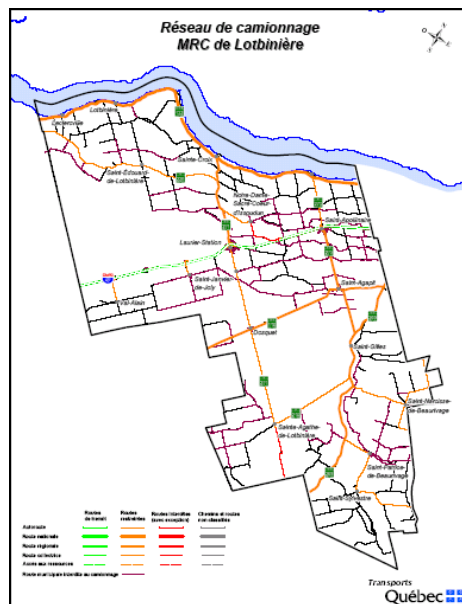 Réseau de camionnage
MRC de Lotbinière
Leclercville
Lotbinière
Sainte-Croix
Saint-Édouard-
de-Lotbinière
Notre-Dame-
Sacré-Coeur-
d'Issoudun
Saint-Apollinaire
Laurier-Station
Saint-Janvier-
de-Joly
Val-Alain
Saint-Agapit
Dosquet
Saint-Gilles
Saint-Narcisse-
de-Beaurivage
Sainte-Agathe-
de-Lotbinière
Saint-Patrice-
de-Beaurivage
Saint-Sylvestre
Routes de transit
Routes restreintes
Routes interdites (sauf exception)
Chemins et routes non classifiés
Autoroute
Route nationale
Route régionale
Route collectrice
Accès aux ressources
Route municipale interdite au camionnage
Transports
Québec